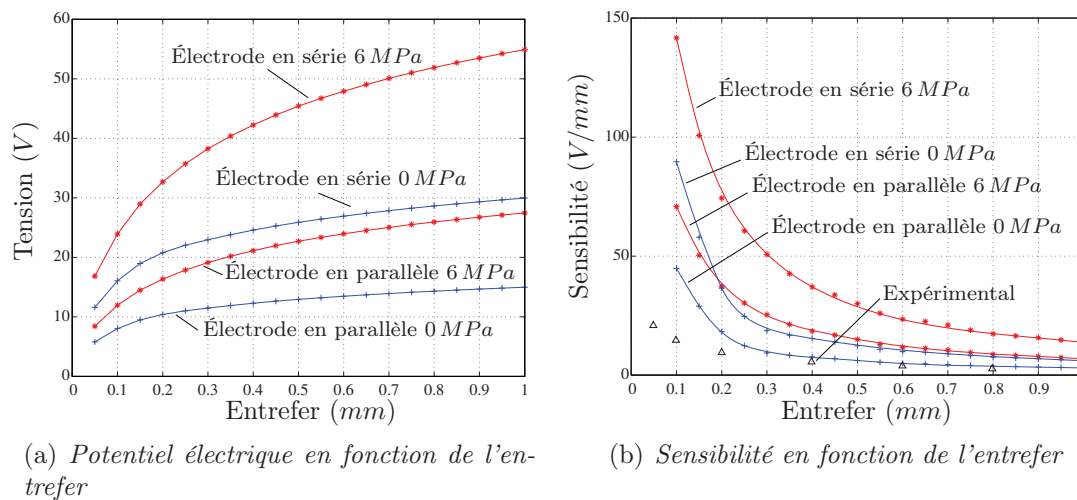 60
50
40
30
20
10
0
0
0.1
0.2
0.3
0.4
0.5
0.6
0.7
0.8
0.9
1
Tension (V)
Entrefer (mm)
Électrode en série 6 MPa
Électrode en série 0 MPa
Électrode en parallèle 6 MPa
Électrode en parallèle 0 MPa
(a) Potentiel électrique en fonction de l'en-
trefer
150
100
50
0
0
0.1
0.2
0.3
0.4
0.5
0.6
0.7
0.8
0.9
Sensibilité (V/mm)
Entrefer (mm)
Électrode en série 6 MPa
Électrode en série 0 MPa
Électrode en parallèle 6 MPa
Électrode en parallèle 0 MPa
Expérimental
(b) Sensibilité en fonction de l'entrefer